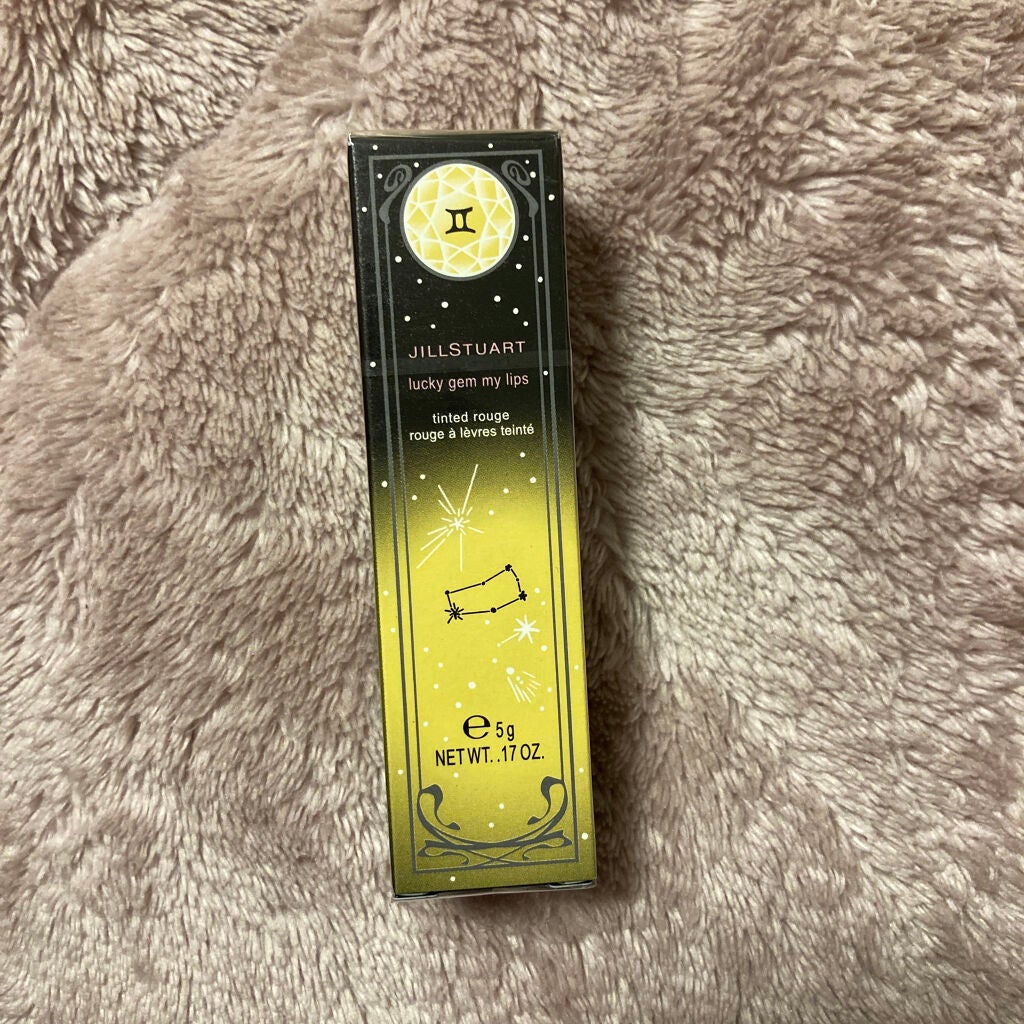 ♊
JILLSTUART
lucky gem my lips
tinted rouge
rouge à lèvres teinté
℮ 5g
NET WT. .17 OZ.